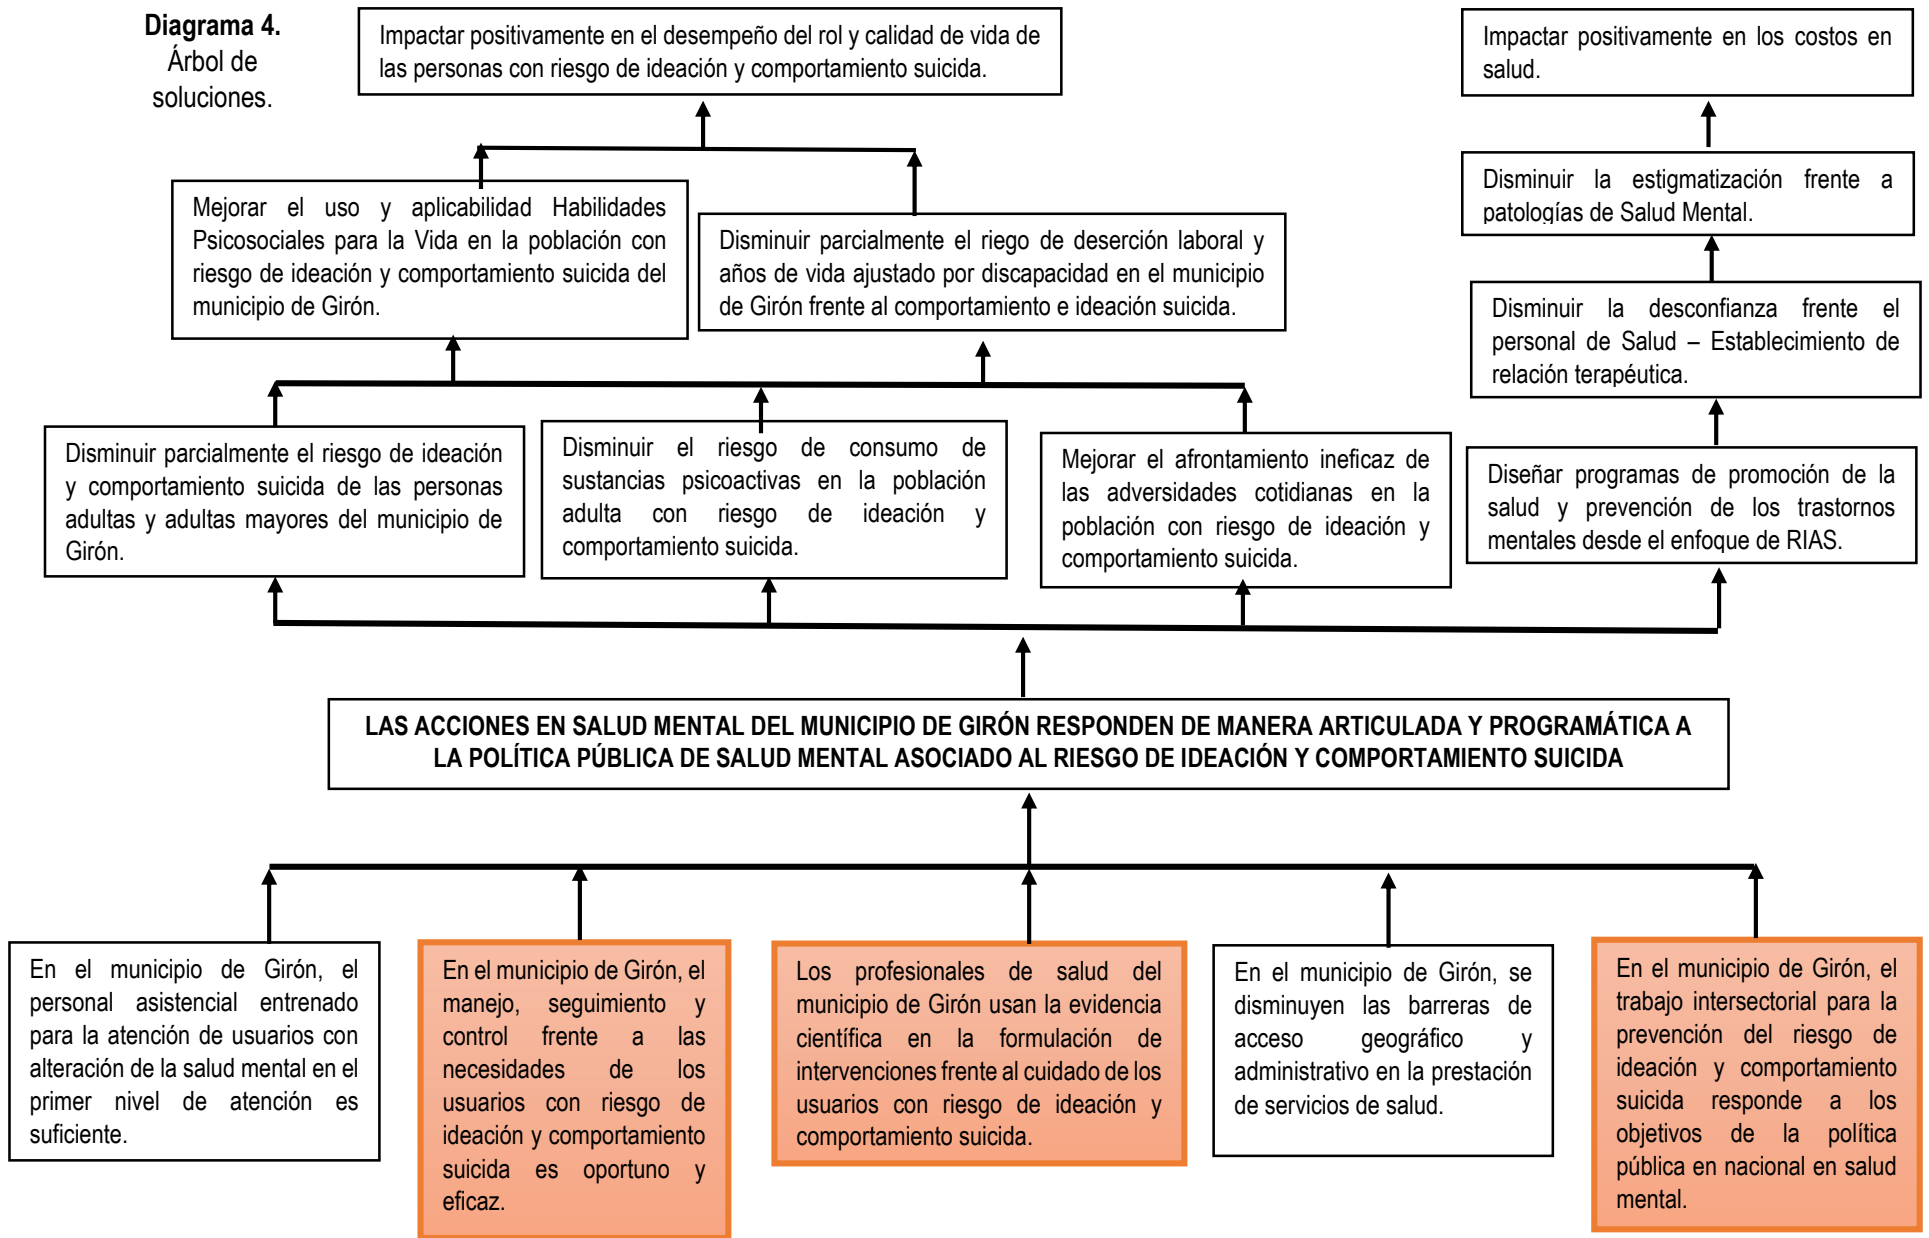 Diagrama 4.
Árbol de
soluciones.
Impactar positivamente en el desempeño del rol y calidad de vida de
las personas con riesgo de ideación y comportamiento suicida.
Impactar positivamente en los costos en
salud.
Mejorar el uso y aplicabilidad Habilidades
Psicosociales para la Vida en la población con
riesgo de ideación y comportamiento suicida del
municipio de Girón.
Disminuir parcialmente el riego de deserción laboral y
años de vida ajustado por discapacidad en el municipio
de Girón frente al comportamiento e ideación suicida.
Disminuir la estigmatización frente a
patologías de Salud Mental.
Disminuir la desconfianza frente el
personal de Salud – Establecimiento de
relación terapéutica.
Disminuir parcialmente el riesgo de ideación
y comportamiento suicida de las personas
adultas y adultas mayores del municipio de
Girón.
Disminuir el riesgo de consumo de
sustancias psicoactivas en la población
adulta con riesgo de ideación y
comportamiento suicida.
Mejorar el afrontamiento ineficaz de
las adversidades cotidianas en la
población con riesgo de ideación y
comportamiento suicida.
Diseñar programas de promoción de la
salud y prevención de los trastornos
mentales desde el enfoque de RIAS.
LAS ACCIONES EN SALUD MENTAL DEL MUNICIPIO DE GIRÓN RESPONDEN DE MANERA ARTICULADA Y PROGRAMÁTICA A
LA POLÍTICA PÚBLICA DE SALUD MENTAL ASOCIADO AL RIESGO DE IDEACIÓN Y COMPORTAMIENTO SUICIDA
En el municipio de Girón, el
personal asistencial entrenado
para la atención de usuarios con
alteración de la salud mental en el
primer nivel de atención es
suficiente.
En el municipio de Girón, el
manejo, seguimiento y
control frente a las
necesidades de los
usuarios con riesgo de
ideación y comportamiento
suicida es oportuno y
eficaz.
Los profesionales de salud del
municipio de Girón usan la evidencia
científica en la formulación de
intervenciones frente al cuidado de los
usuarios con riesgo de ideación y
comportamiento suicida.
En el municipio de Girón, se
disminuyen las barreras de
acceso geográfico y
administrativo en la prestación
de servicios de salud.
En el municipio de Girón, el
trabajo intersectorial para la
prevención del riesgo de
ideación y comportamiento
suicida responde a los
objetivos de la política
pública en nacional en salud
mental.